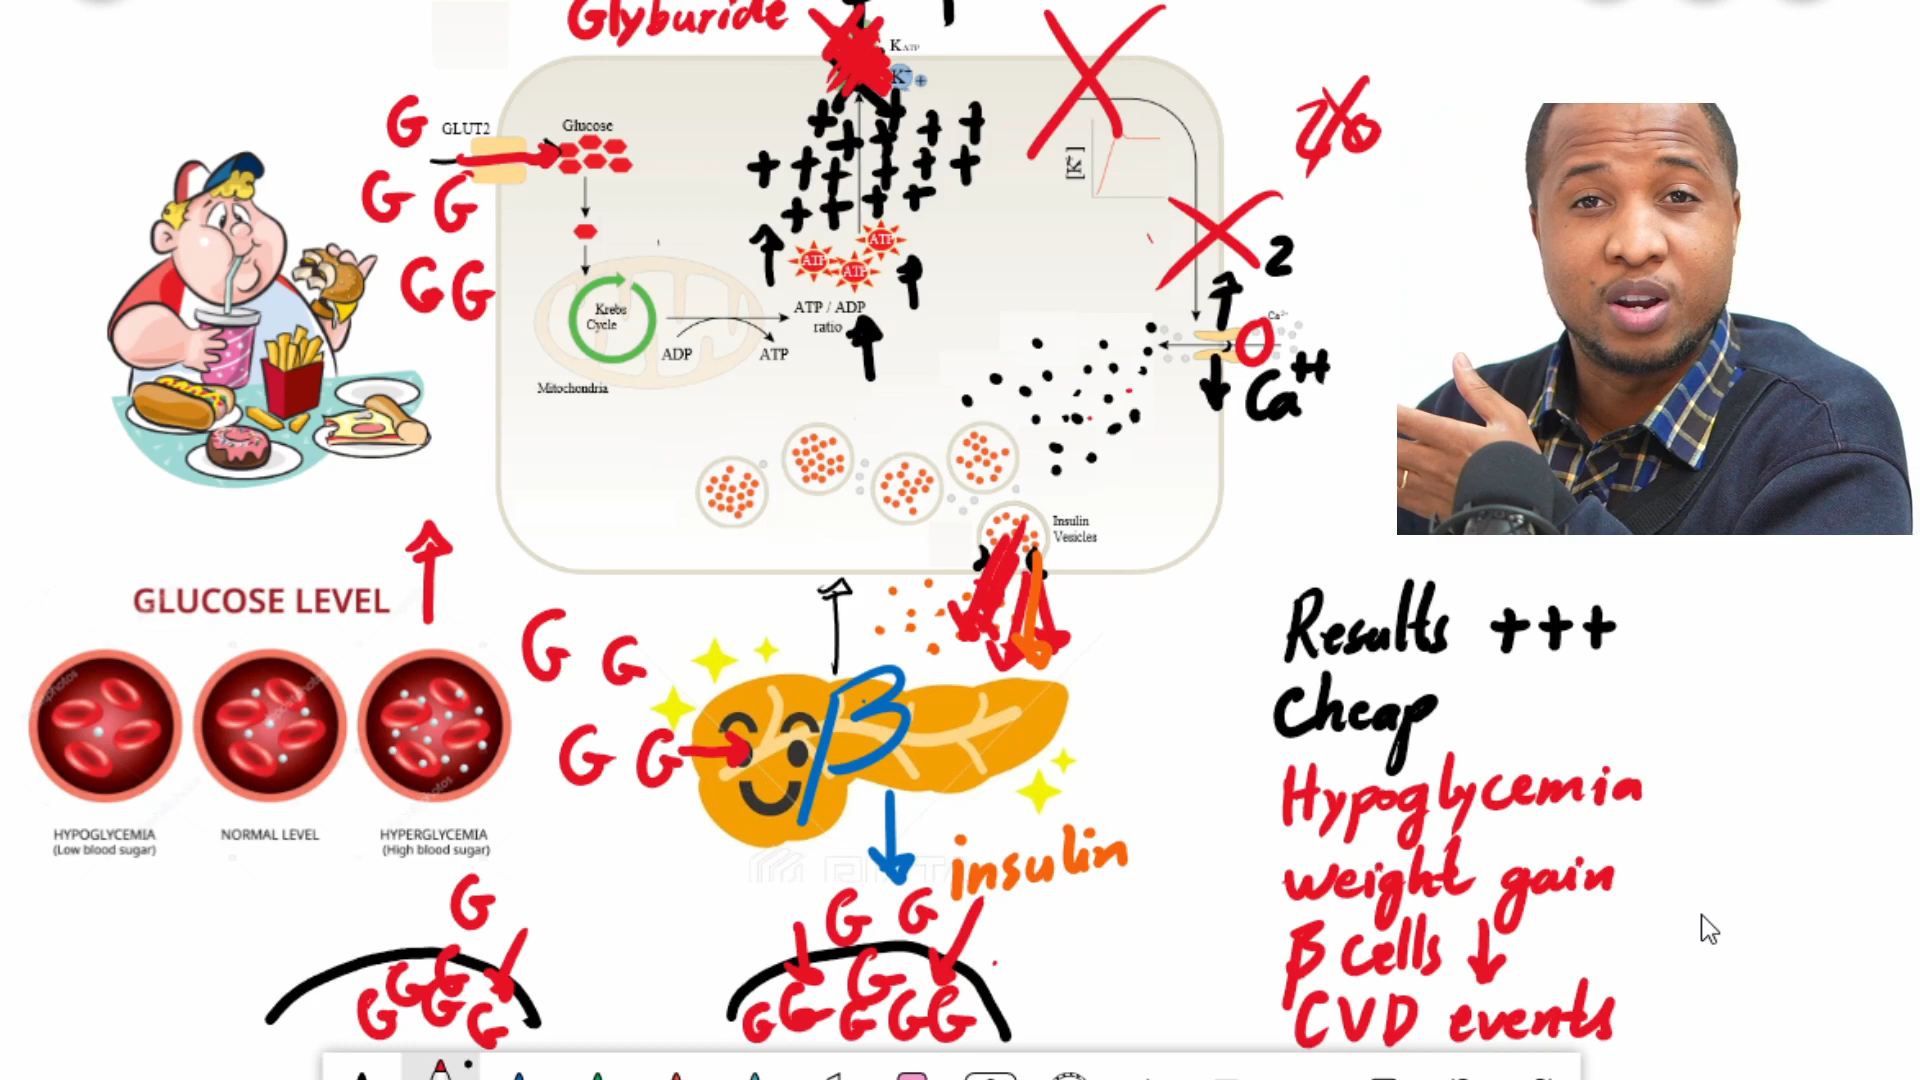 Glyburide
KATP
K+ +
G
GLUT2
Glucose
G G
GG
+ + + +
+ + + + + +
+ + + +
[K+]
2
ATP ATP ATP
ATP / ADP
ratio
Krebs
Cycle
ADP
ATP
Mitochondria
Ca2+
O
Ca++
Insulin
Vesicles
GLUCOSE LEVEL
HYPOGLYCEMIA
(Low blood sugar)
NORMAL LEVEL
HYPERGLYCEMIA
(High blood sugar)
G G
G G
β
insulin
G
G G G G G
G G
G
G G G G G
Results +++
Cheap
Hypoglycemia
weight gain
β cells ↓
CVD events